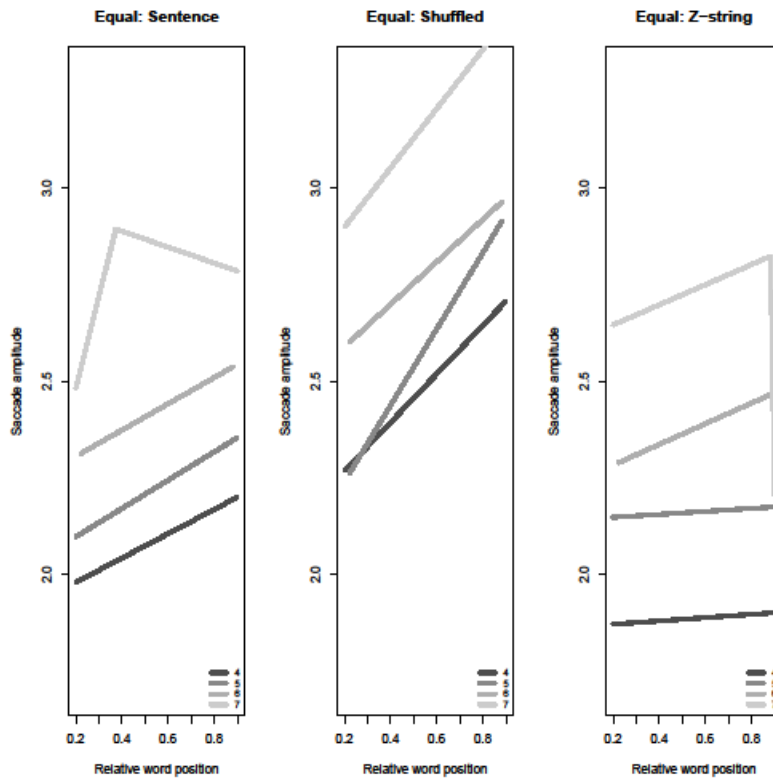 Equal: Sentence
Equal: Shuffled
Equal: Z-string
Saccade amplitude
3.0
2.5
2.0
4
5
6
7
0.2 0.4 0.6 0.8
Relative word position
Saccade amplitude
3.0
2.5
2.0
4
5
6
7
0.2 0.4 0.6 0.8
Relative word position
Saccade amplitude
3.0
2.5
2.0
0.2 0.4 0.6 0.8
Relative word position